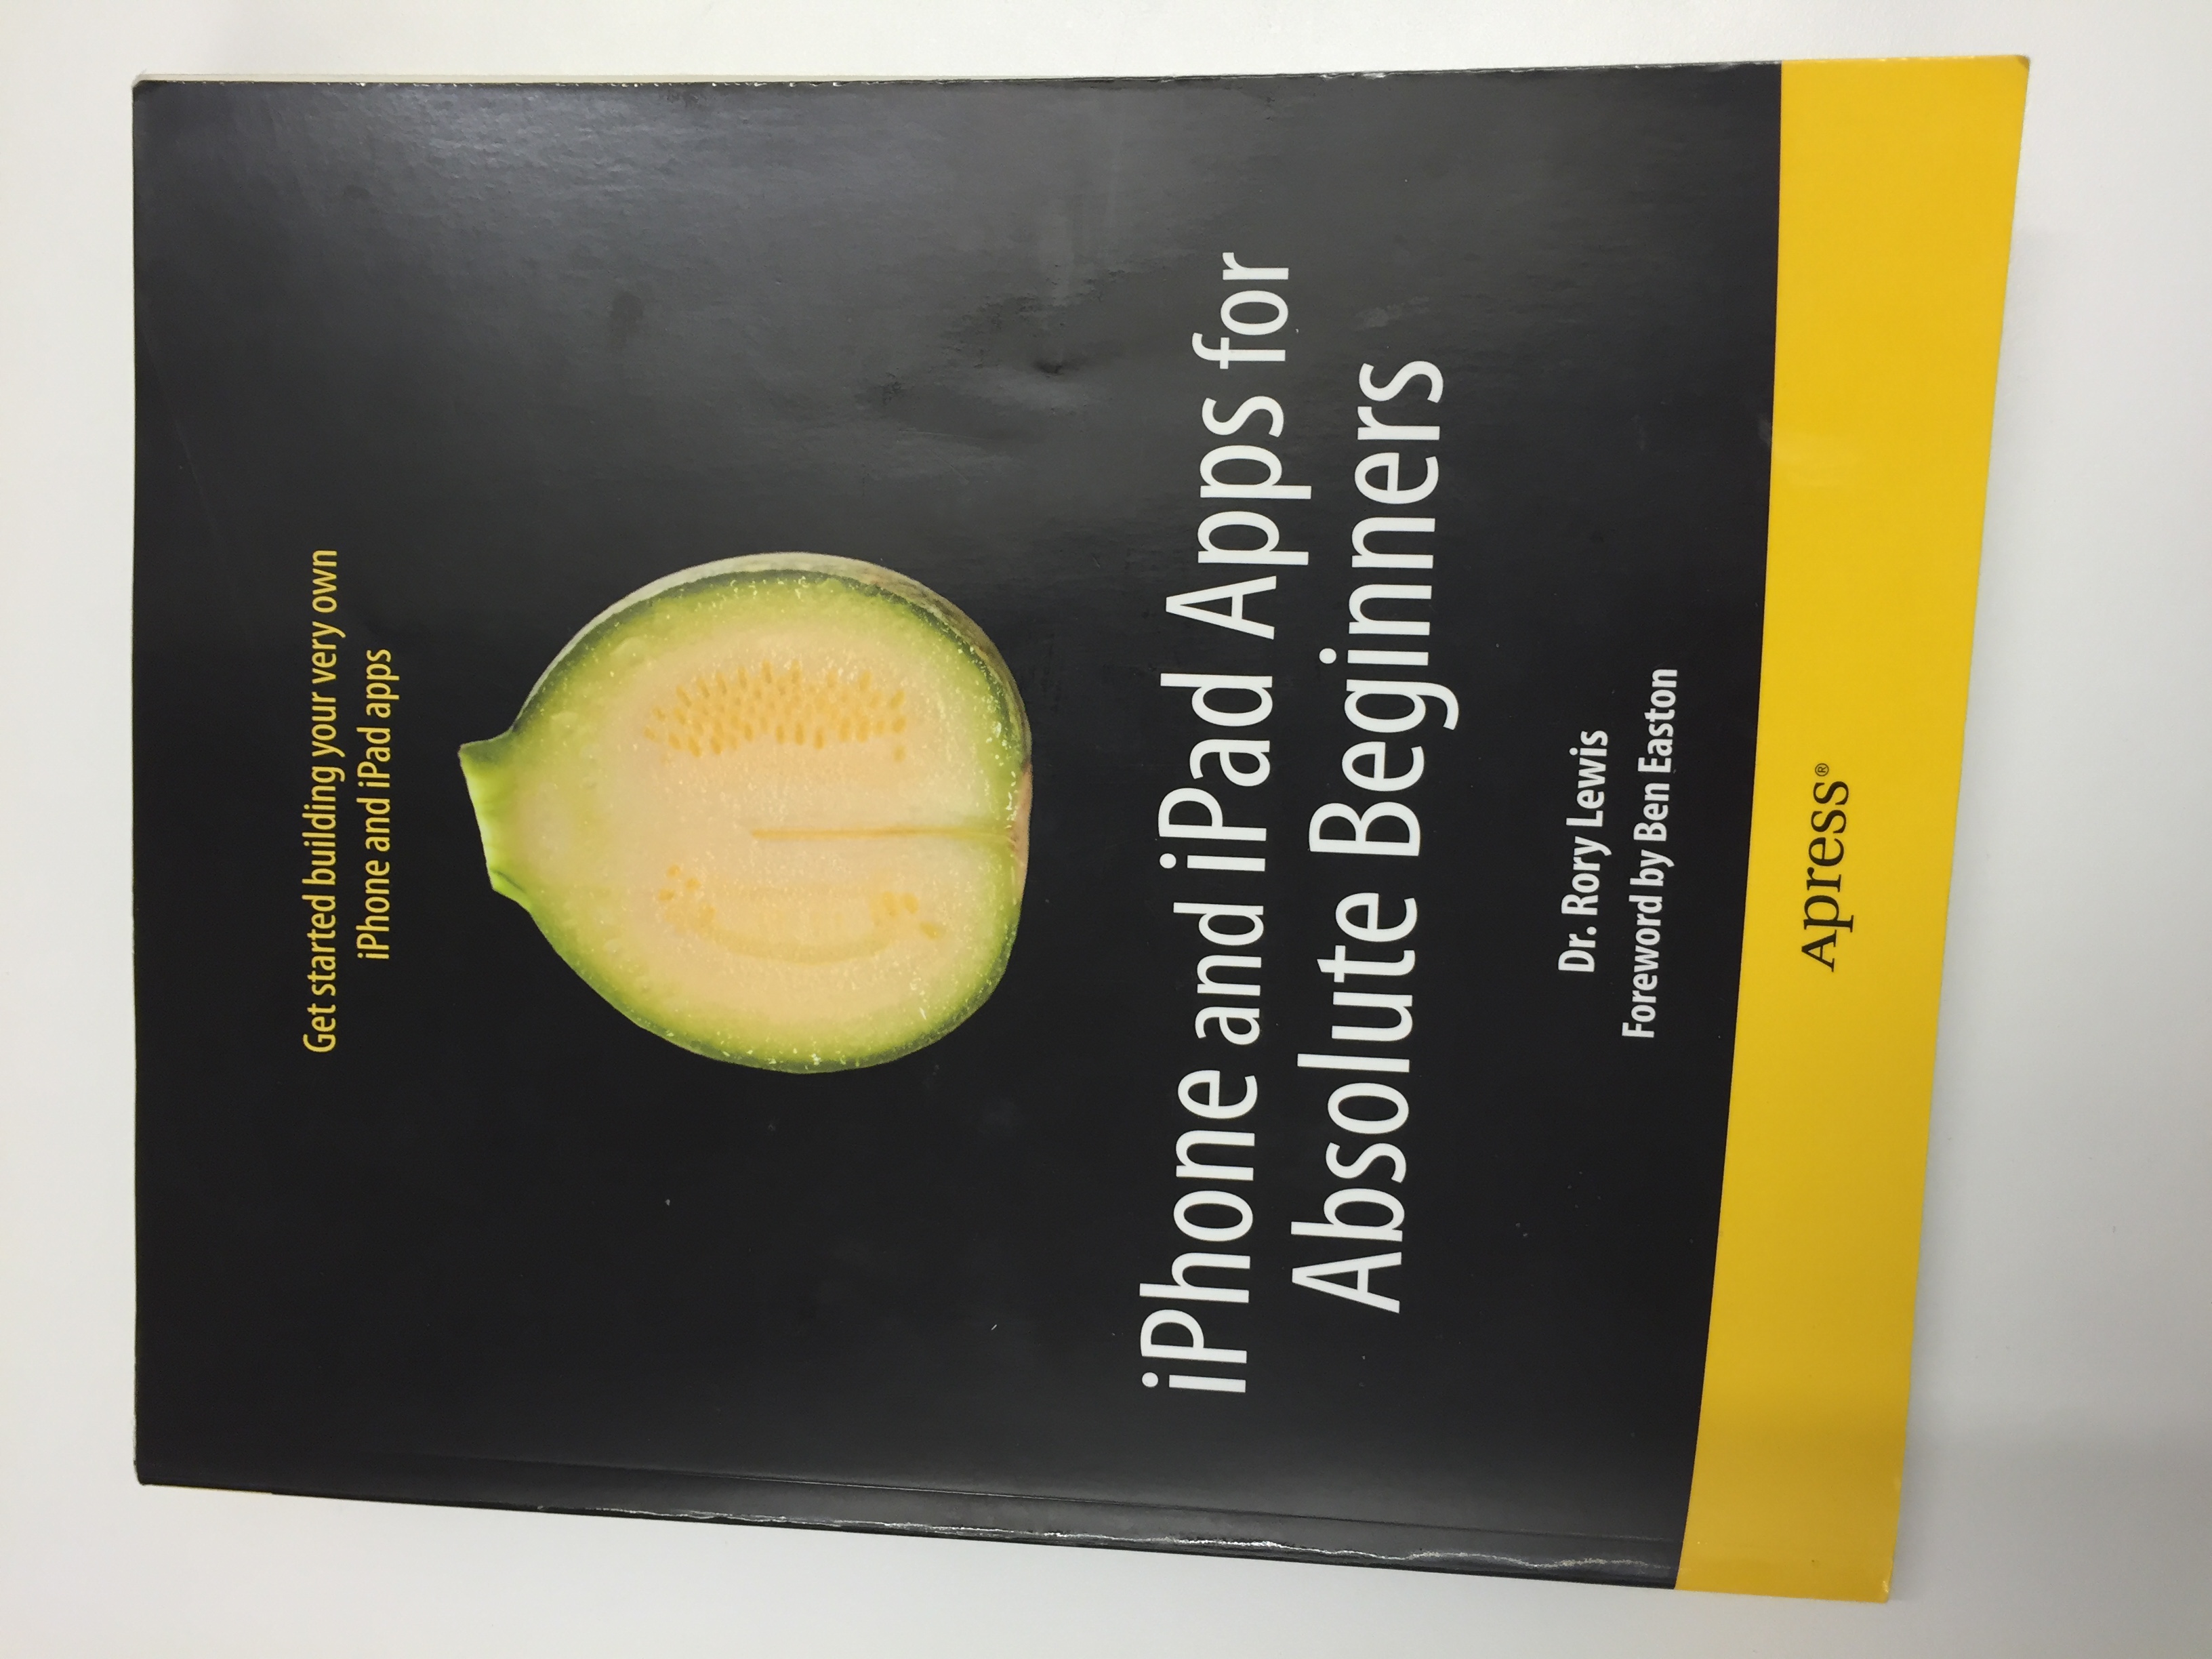 Get started building your very own
iPhone and iPad apps
iPhone and iPad Apps for
Absolute Beginners
Dr. Rory Lewis
Foreword by Ben Easton
Apress®